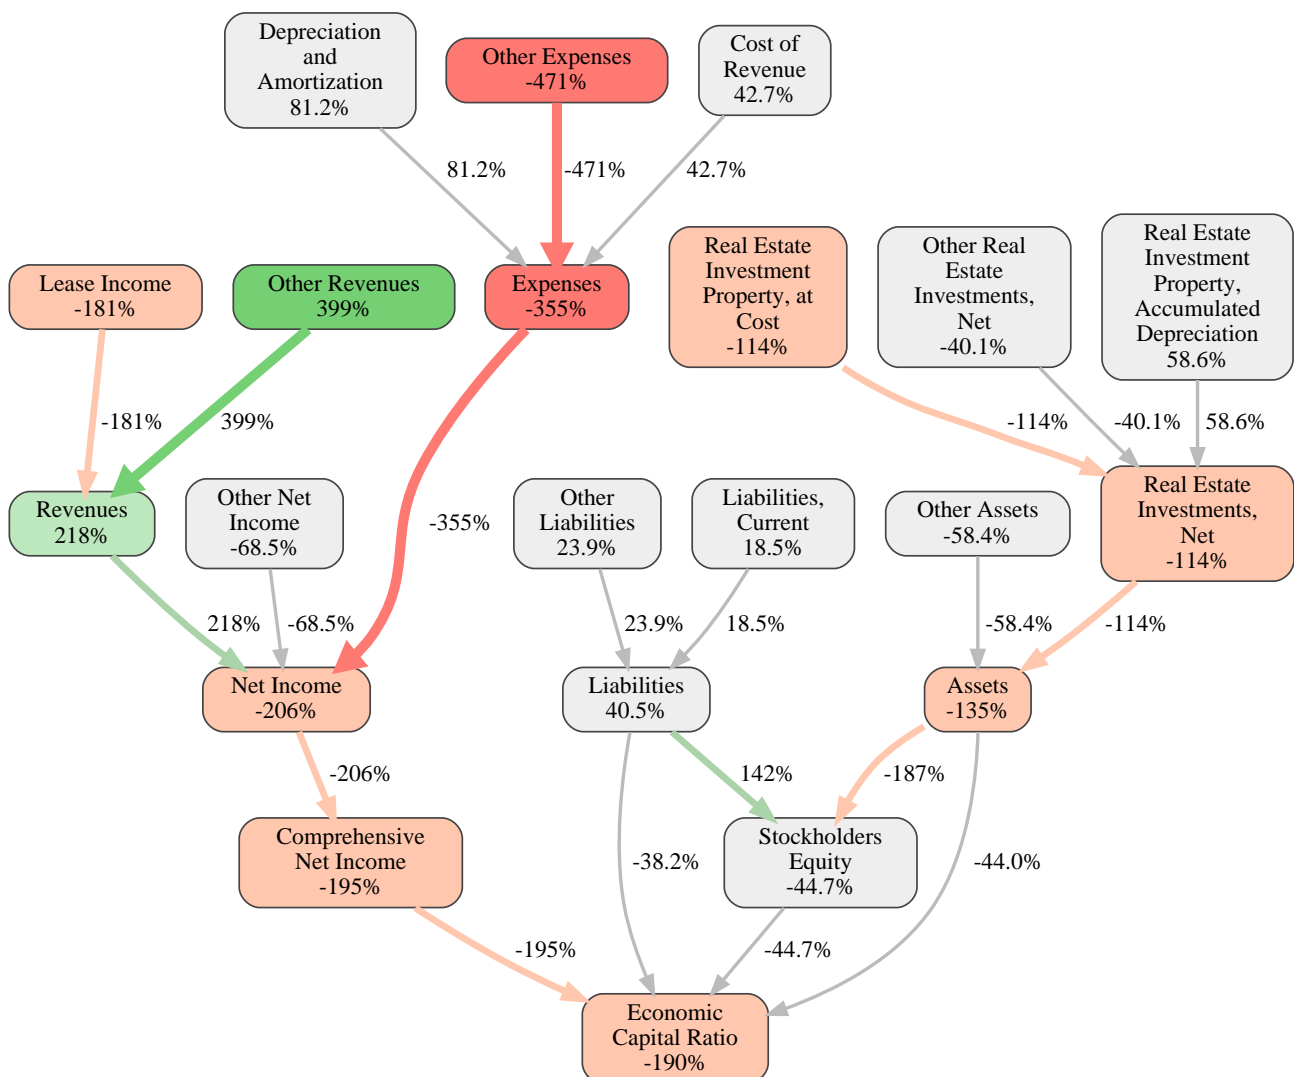 Depreciation
and
Amortization
81.2%
Other Expenses
-471%
Cost of
Revenue
42.7%
81.2%
-471%
42.7%
Lease Income
-181%
Other Revenues
399%
Expenses
-355%
Real Estate
Investment
Property, at
Cost
-114%
Other Real
Estate
Investments,
Net
-40.1%
Real Estate
Investment
Property,
Accumulated
Depreciation
58.6%
-181%
399%
-355%
-114%
-40.1%
58.6%
Revenues
218%
Other Net
Income
-68.5%
Other
Liabilities
23.9%
Liabilities,
Current
18.5%
Other Assets
-58.4%
Real Estate
Investments,
Net
-114%
218%
-68.5%
23.9%
18.5%
-58.4%
-114%
Net Income
-206%
Liabilities
40.5%
Assets
-135%
-206%
142%
-187%
Comprehensive
Net Income
-195%
-38.2%
Stockholders
Equity
-44.7%
-44.0%
-195%
-44.7%
Economic
Capital Ratio
-190%